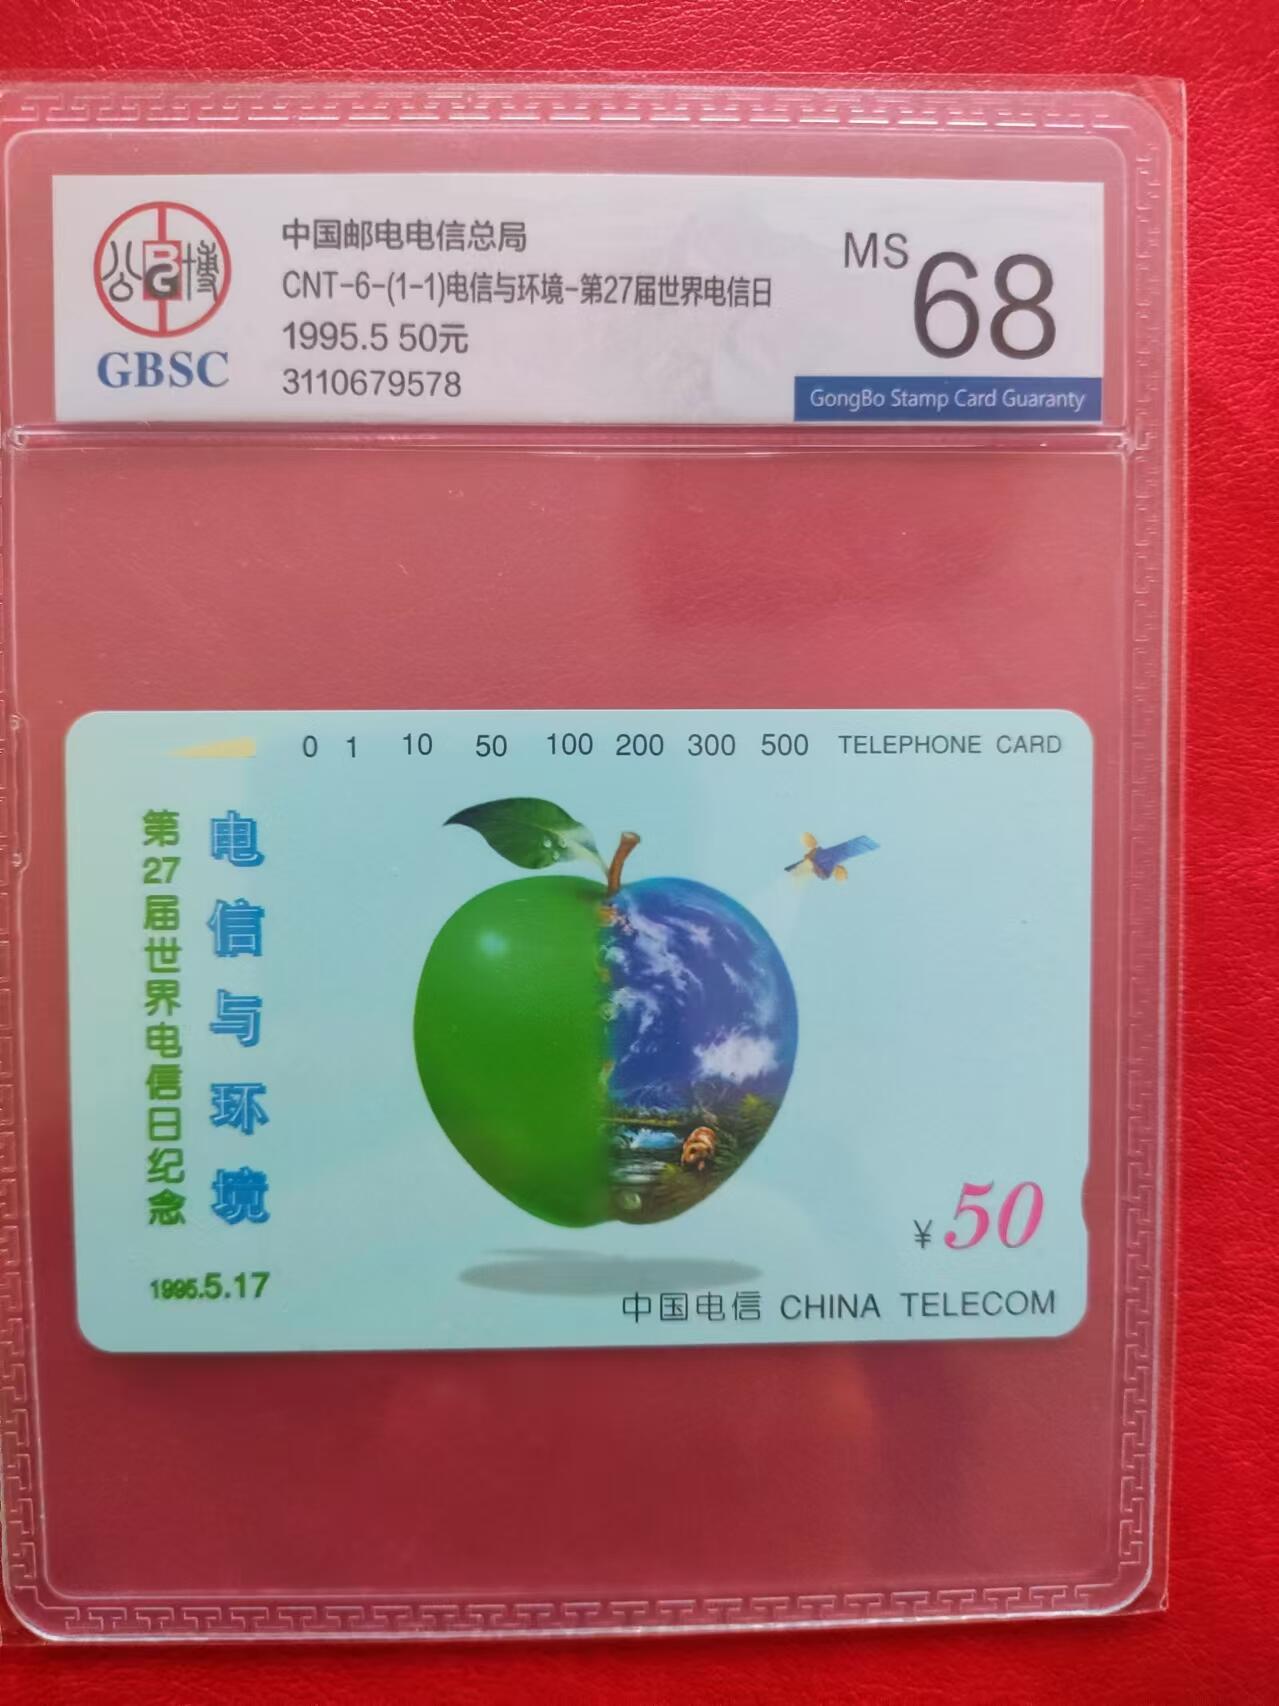 公博
BG
GBSC
中国邮电电信总局
CNT-6-(1-1)电信与环境-第27届世界电信日
1995.5 50元
3110679578
MS 68
GongBo Stamp Card Guaranty
0 1 10 50 100 200 300 500 TELEPHONE CARD
第27届世界电信日纪念
电信与环境
1995.5.17
¥50
中国电信 CHINA TELECOM